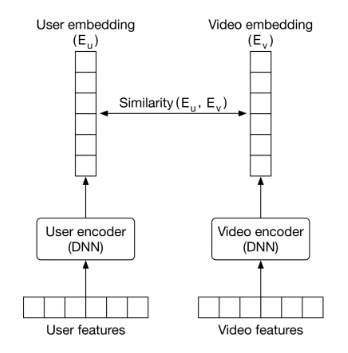 User embedding
(E_u)
Video embedding
(E_v)
Similarity (E_u, E_v)
User encoder
(DNN)
Video encoder
(DNN)
User features
Video features